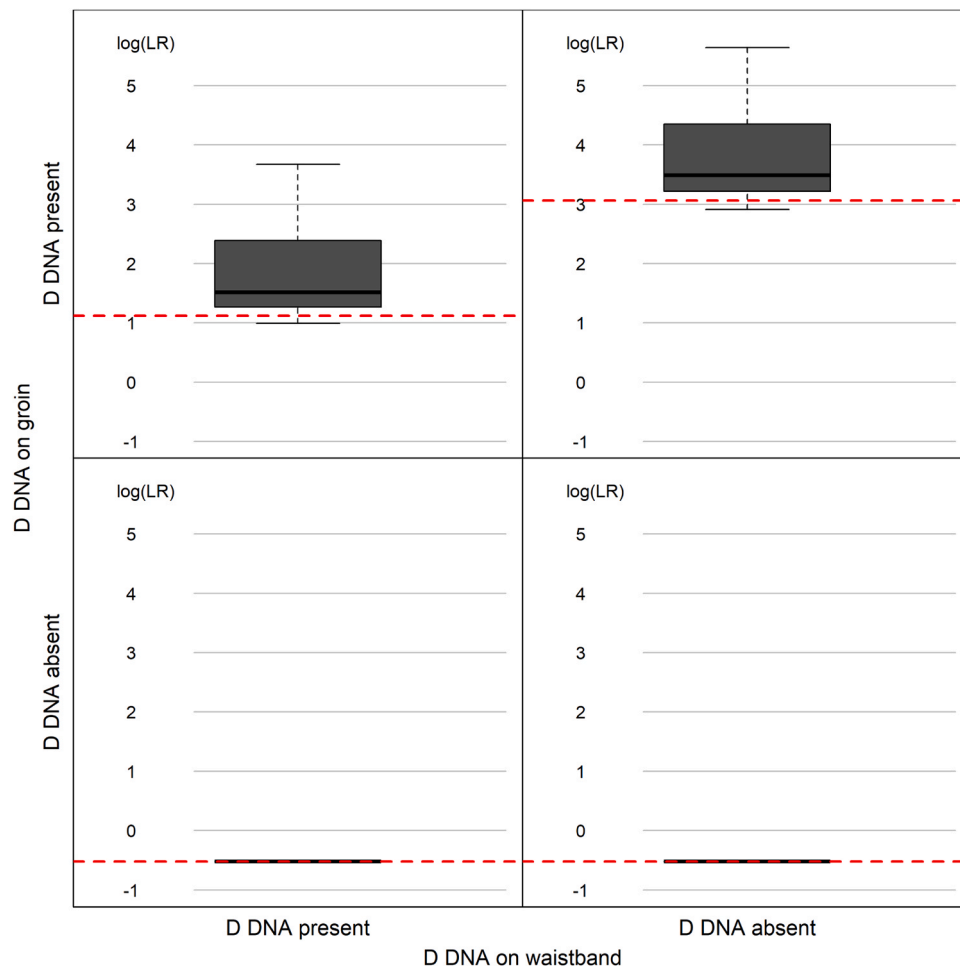 log(LR)
5
4
3
2
1
0
-1
log(LR)
5
4
3
2
1
0
-1
log(LR)
5
4
3
2
1
0
-1
log(LR)
5
4
3
2
1
0
-1
D DNA present
D DNA absent
D DNA on groin
D DNA present
D DNA absent
D DNA on waistband